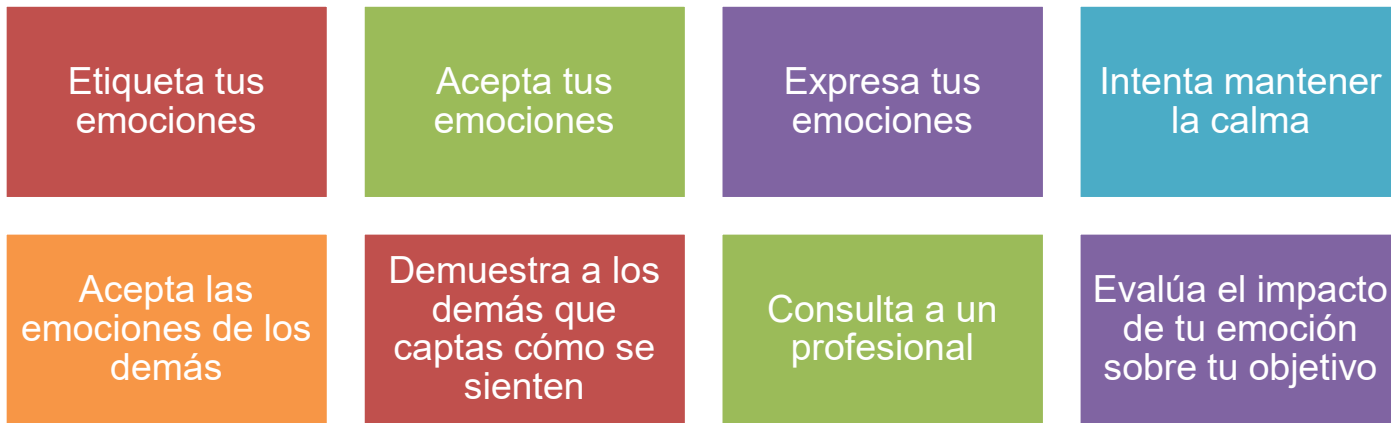 Etiqueta tus
emociones
Acepta tus
emociones
Expresa tus
emociones
Intenta mantener
la calma
Acepta las
emociones de los
demás
Demuestra a los
demás que
captas cómo se
sienten
Consulta a un
profesional
Evalúa el impacto
de tu emoción
sobre tu objetivo